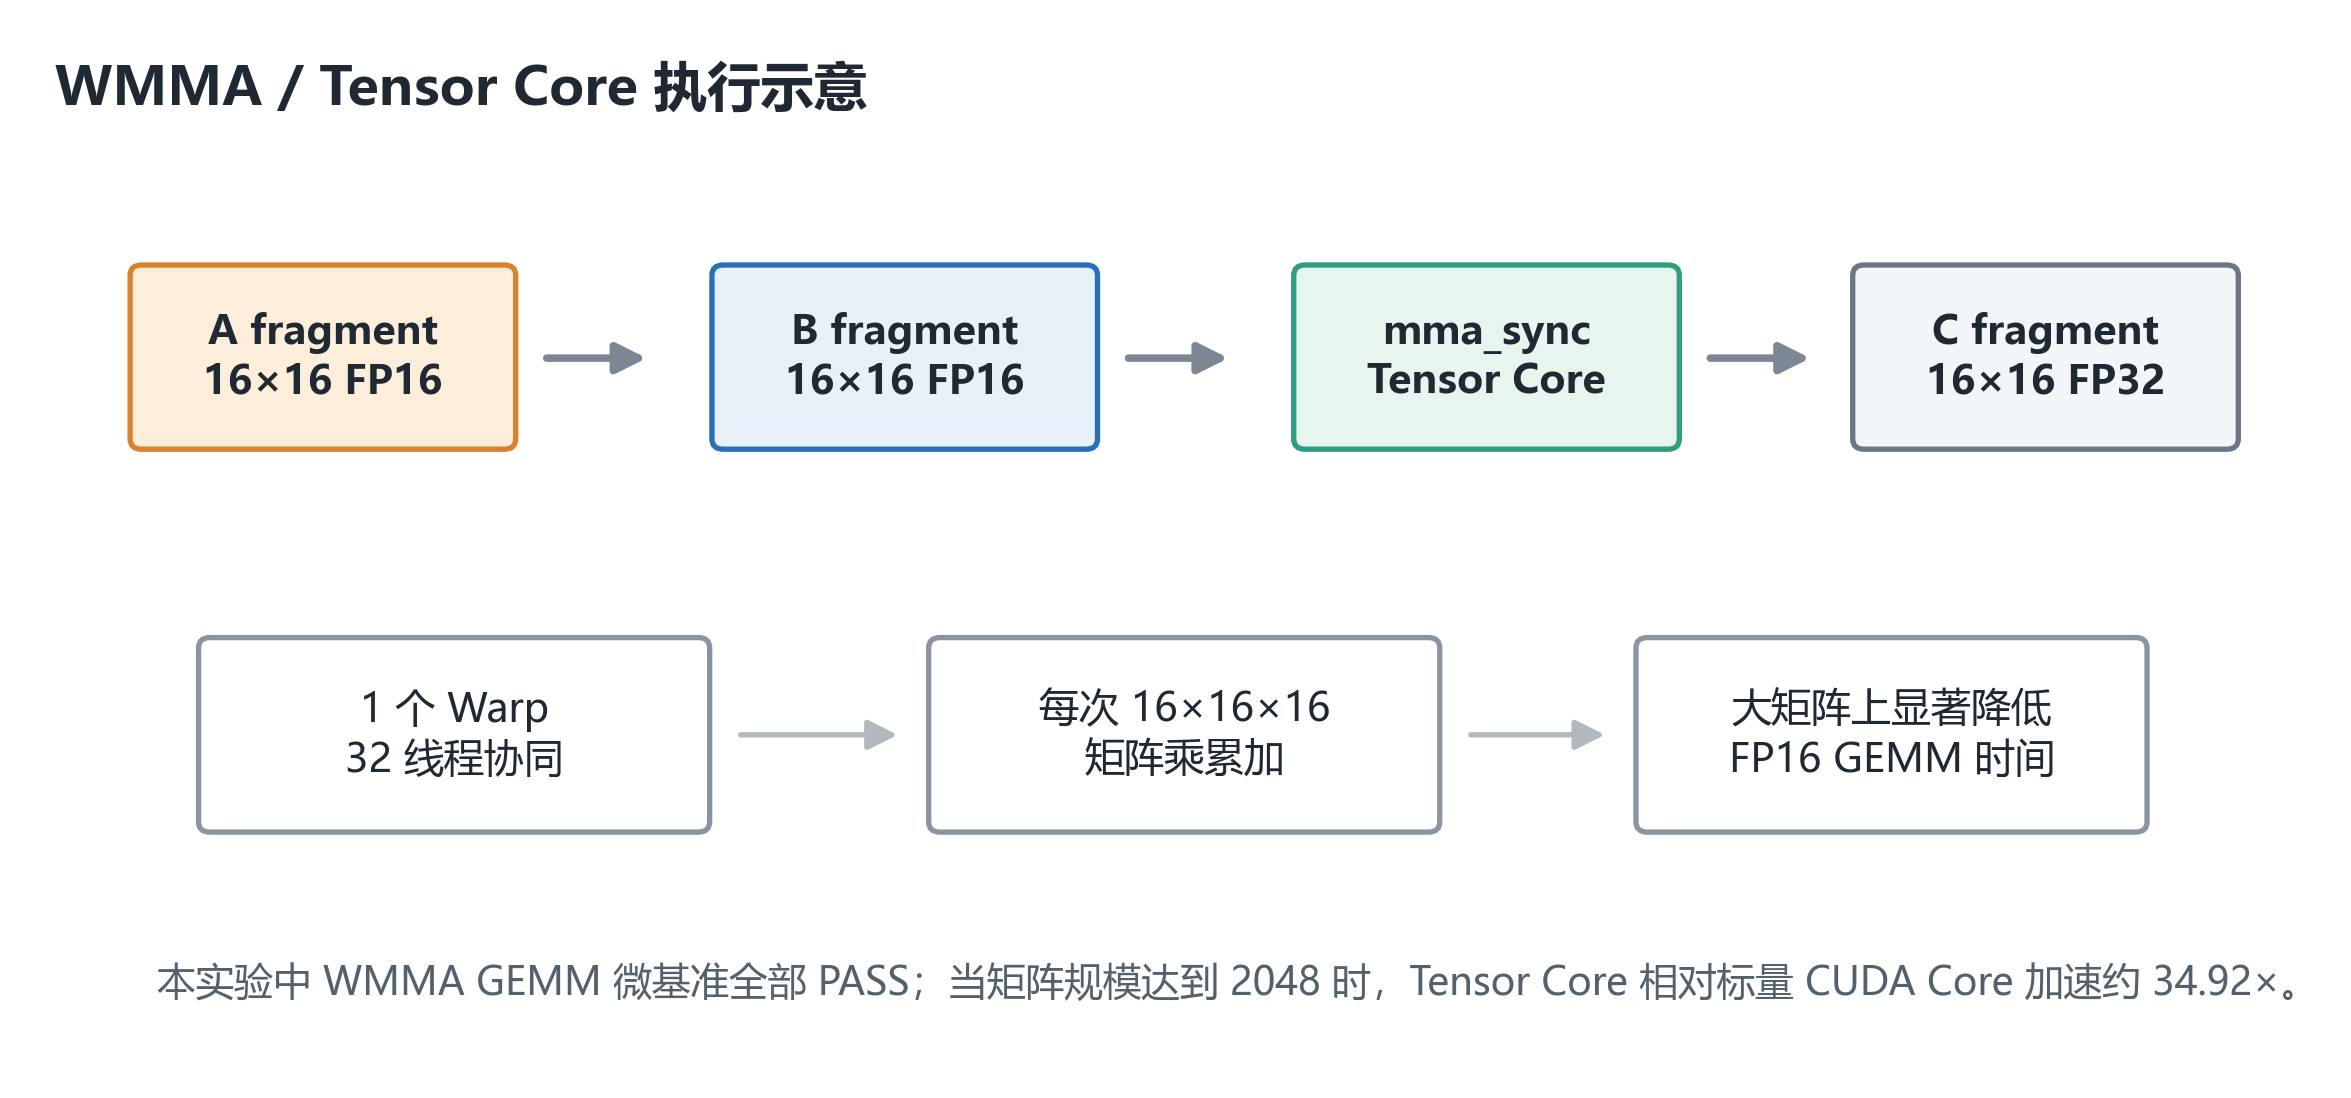 WMMA / Tensor Core 执行示意
A fragment
16×16 FP16
B fragment
16×16 FP16
mma_sync
Tensor Core
C fragment
16×16 FP32
1 个 Warp
32 线程协同
每次 16×16×16
矩阵乘累加
大矩阵上显著降低
FP16 GEMM 时间
本实验中 WMMA GEMM 微基准全部 PASS；当矩阵规模达到 2048 时，Tensor Core 相对标量 CUDA Core 加速约 34.92×。